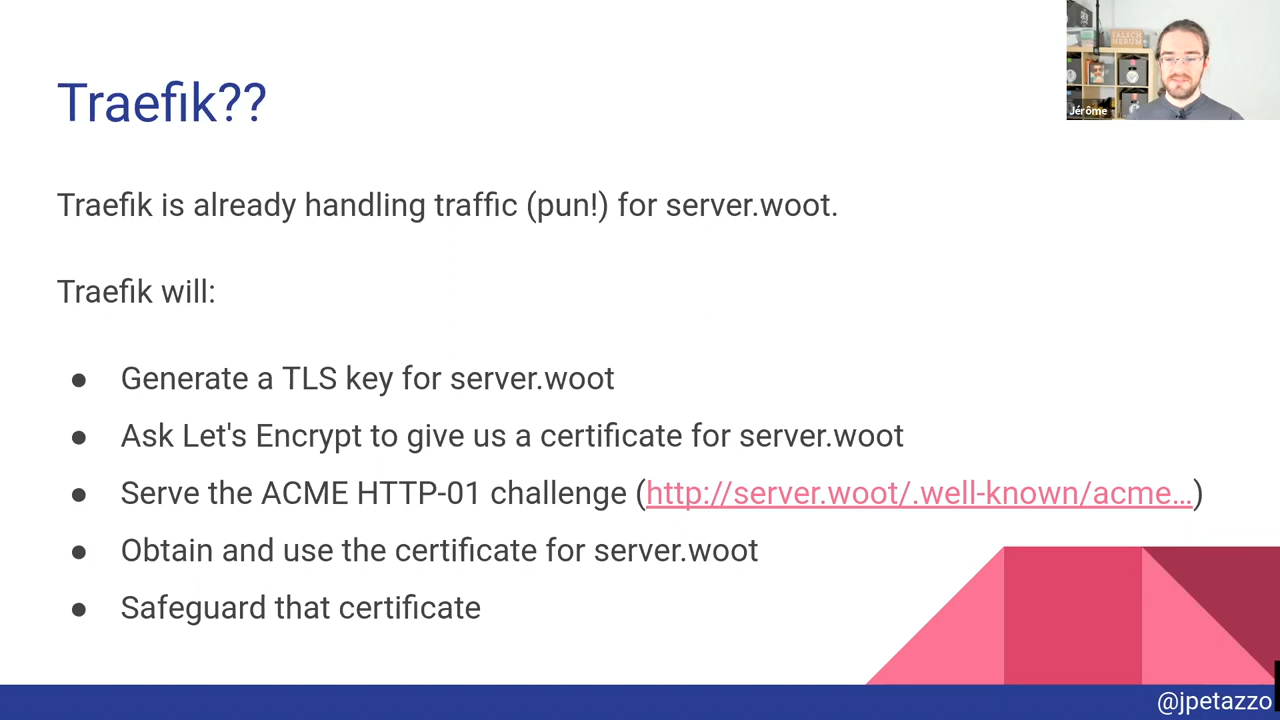 Traefik??
Jérôme
FALSCH
HERUM
Traefik is already handling traffic (pun!) for server.woot.
Traefik will:
● Generate a TLS key for server.woot
● Ask Let's Encrypt to give us a certificate for server.woot
● Serve the ACME HTTP-01 challenge (http://server.woot/.well-known/acme…)
● Obtain and use the certificate for server.woot
● Safeguard that certificate
@jpetazzo